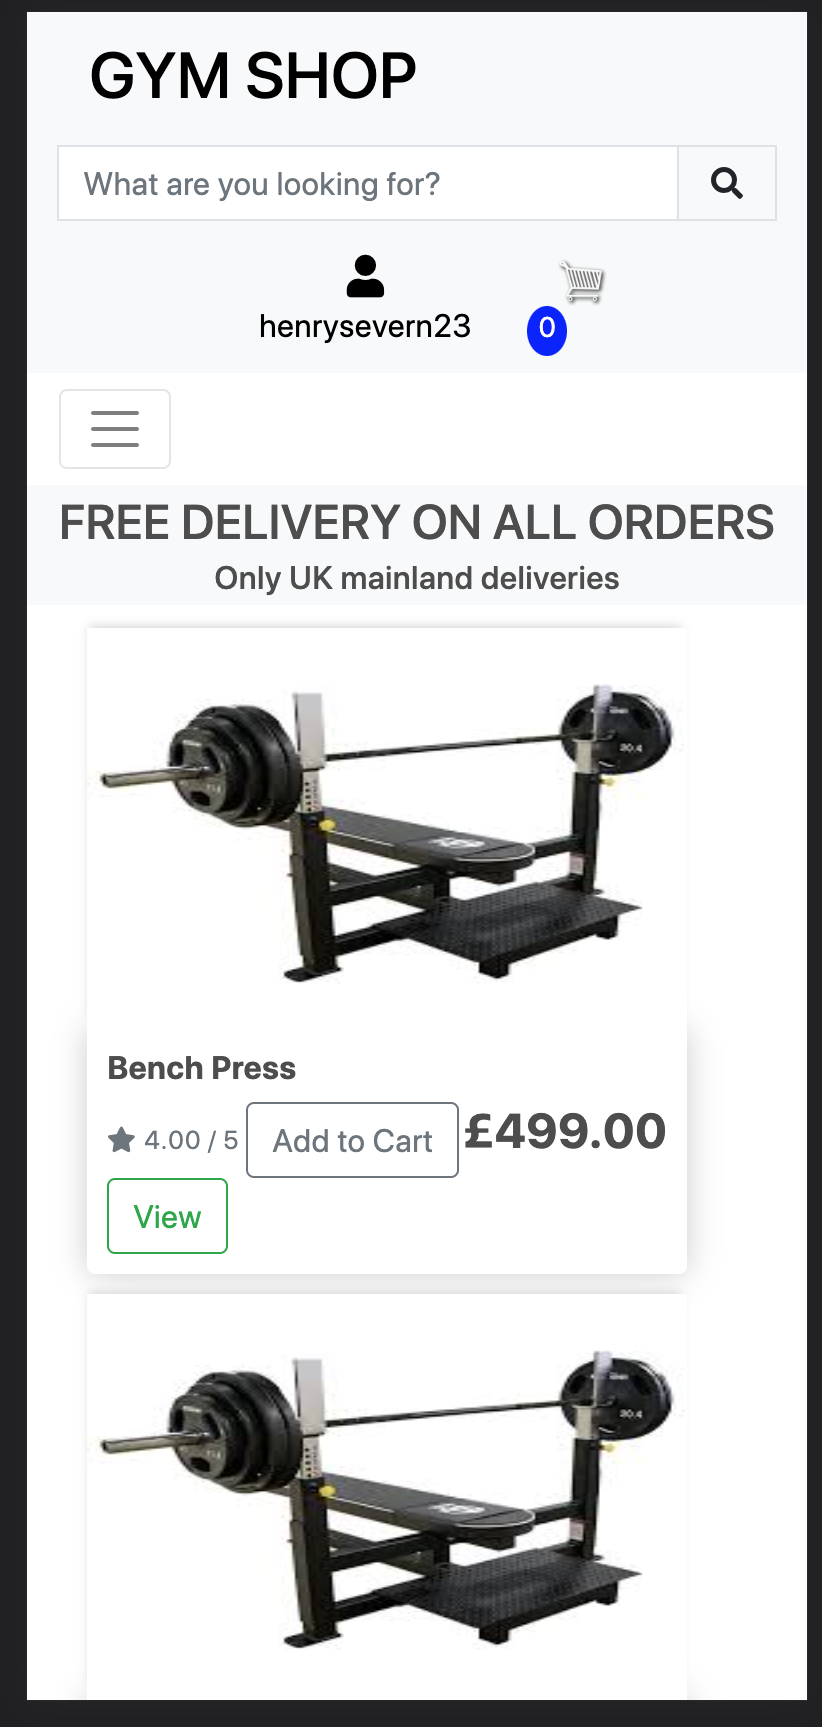 GYM SHOP
What are you looking for?
henrysevern23
0
FREE DELIVERY ON ALL ORDERS
Only UK mainland deliveries
Bench Press
4.00 / 5 Add to Cart £499.00
View